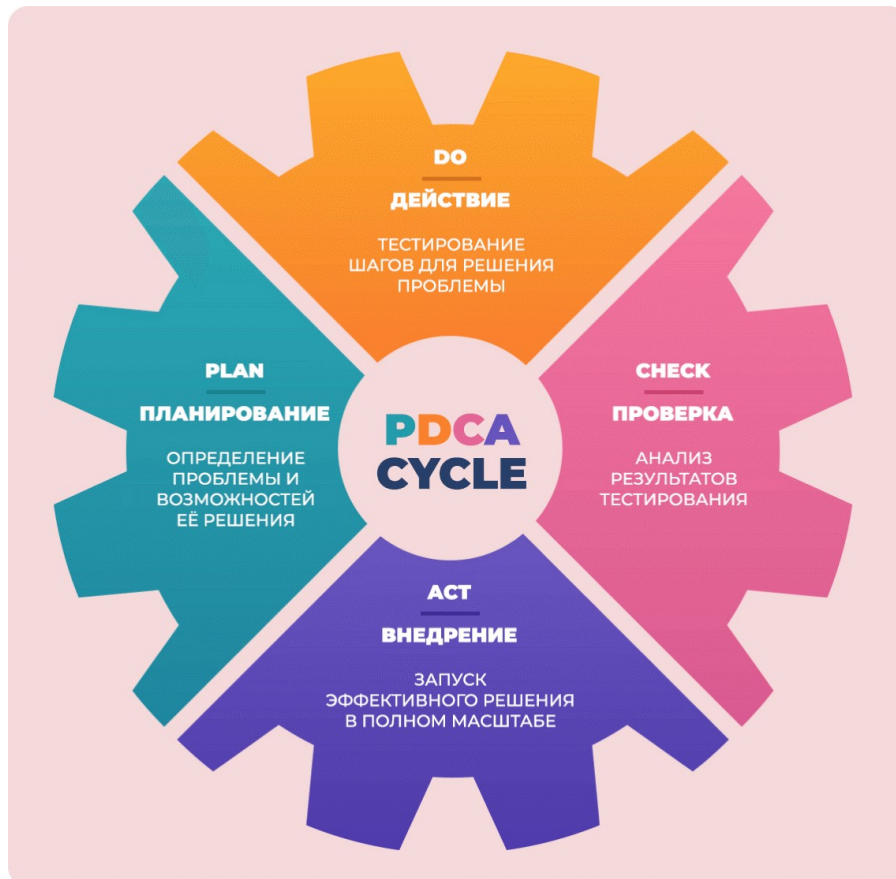 DO
ДЕЙСТВИЕ
ТЕСТИРОВАНИЕ
ШАГОВ ДЛЯ РЕШЕНИЯ
ПРОБЛЕМЫ
PLAN
ПЛАНИРОВАНИЕ
ОПРЕДЕЛЕНИЕ
ПРОБЛЕМЫ И
ВОЗМОЖНОСТЕЙ
ЕЁ РЕШЕНИЯ
PDCA
CYCLE
CHECK
ПРОВЕРКА
АНАЛИЗ
РЕЗУЛЬТАТОВ
ТЕСТИРОВАНИЯ
ACT
ВНЕДРЕНИЕ
ЗАПУСК
ЭФФЕКТИВНОГО РЕШЕНИЯ
В ПОЛНОМ МАСШТАБЕ